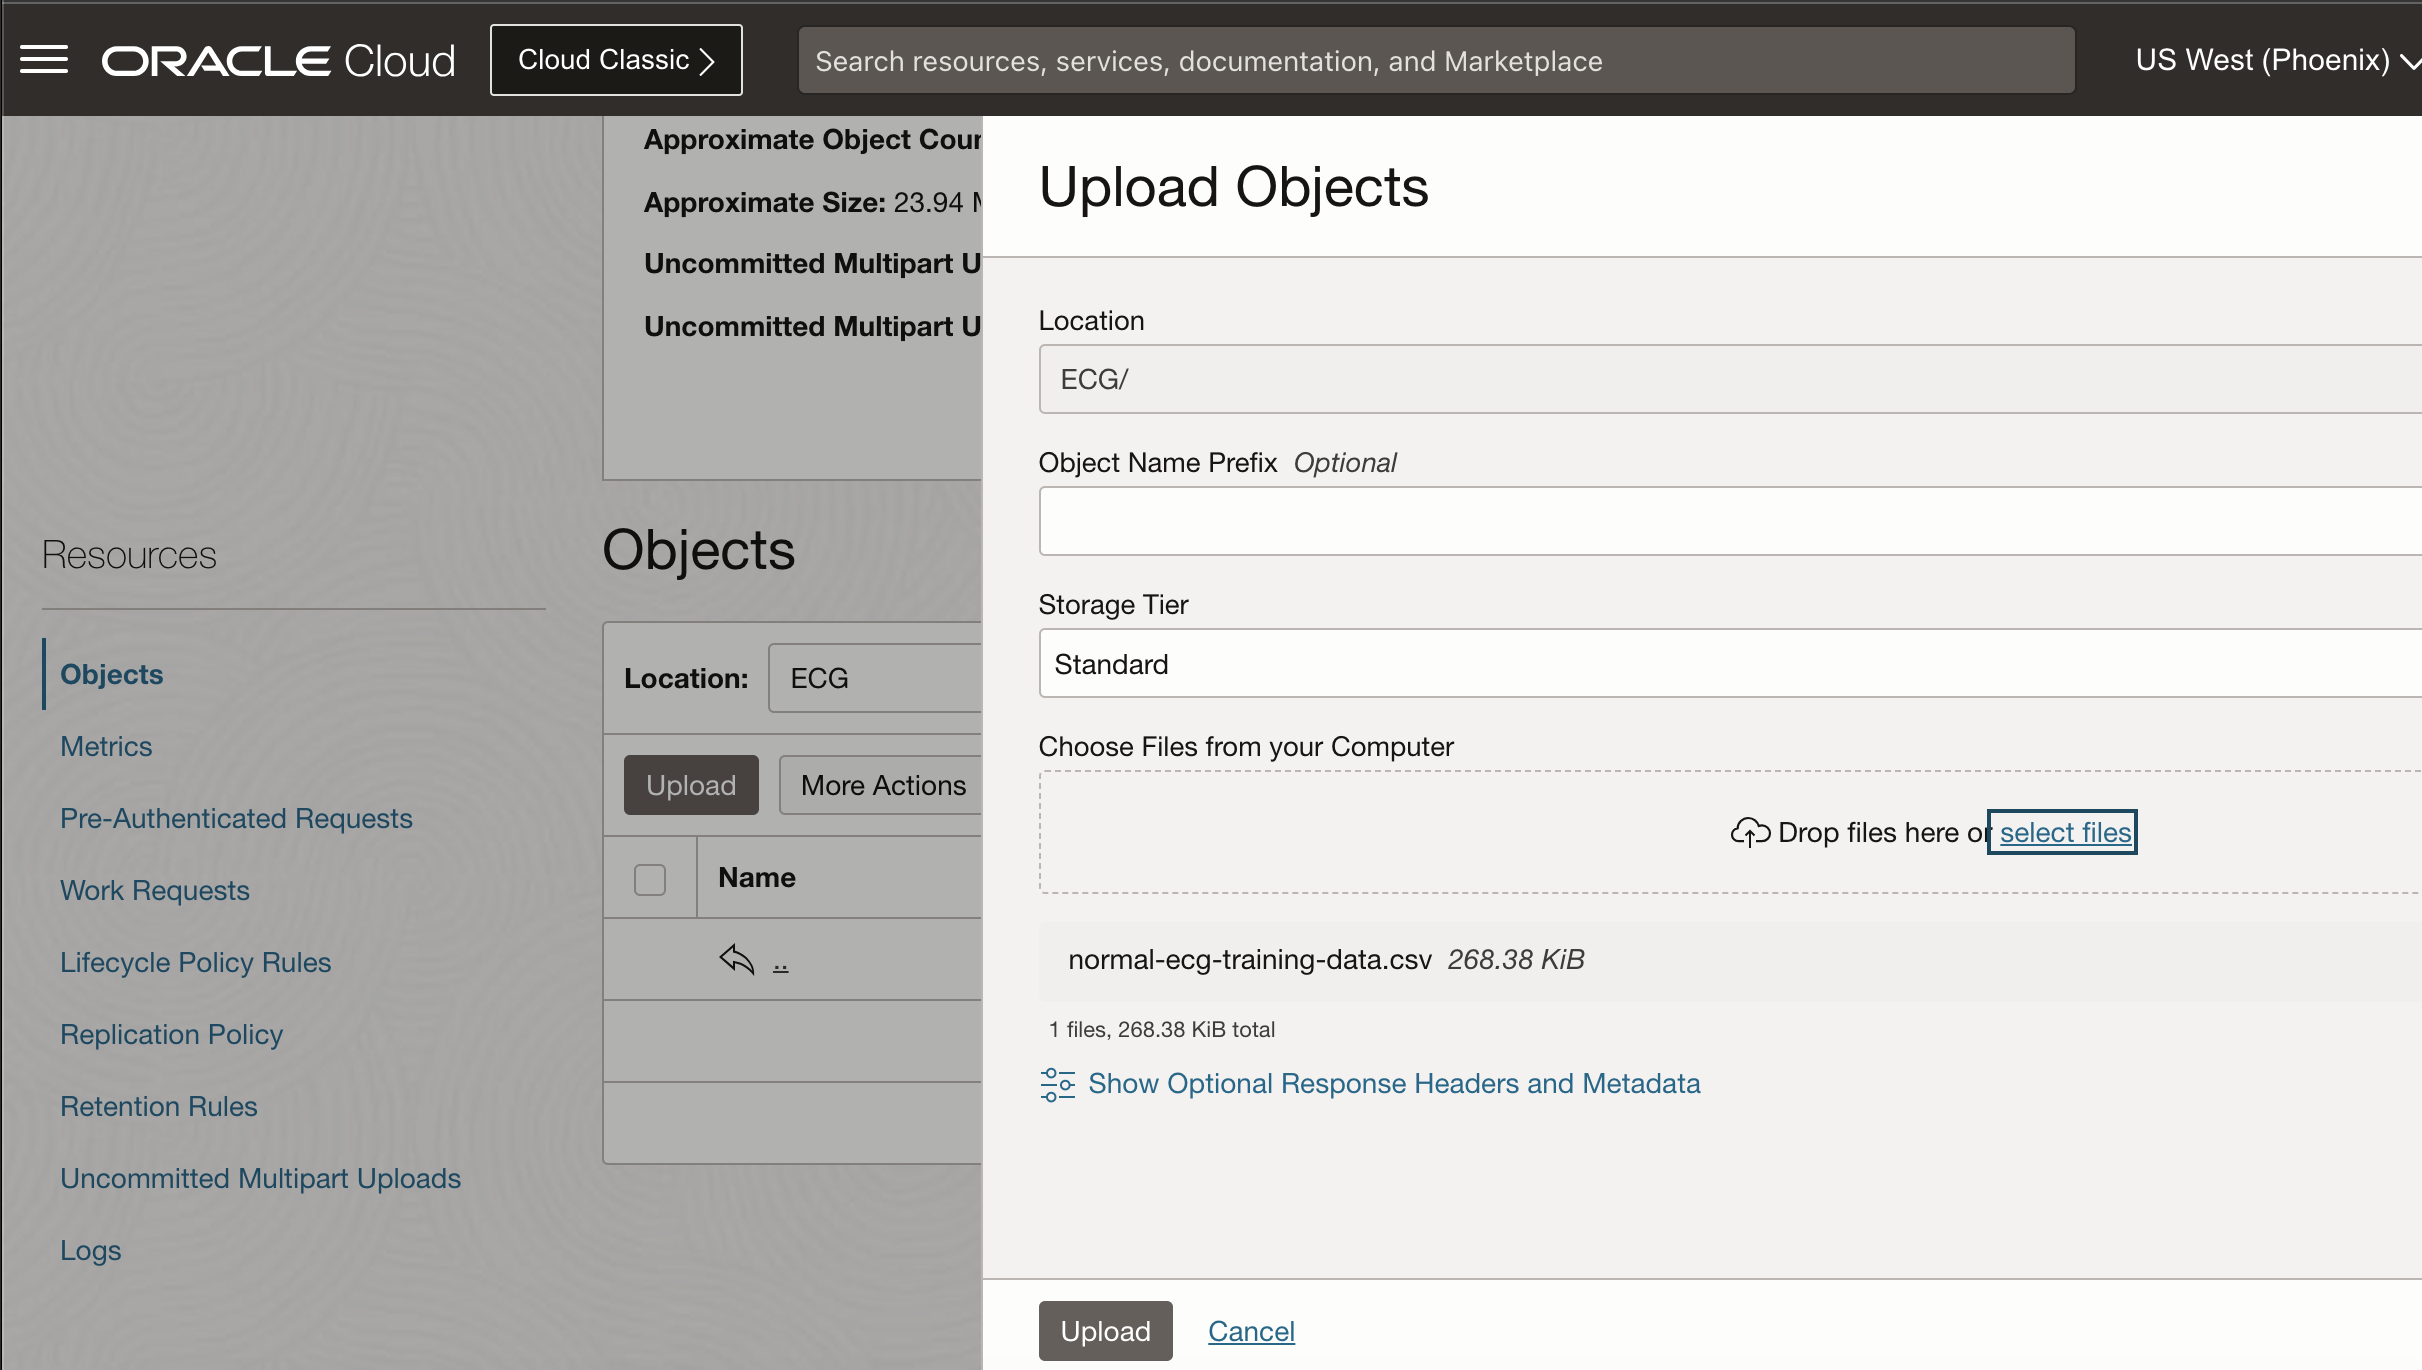 ORACLE Cloud
Cloud Classic
Search resources, services, documentation, and Marketplace
US West (Phoenix)
Approximate Object
Approximate Size: 23.94
Uncommitted Multipart
Uncommitted Multipart
Resources
Objects
Metrics
Pre-Authenticated Requests
Work Requests
Lifecycle Policy Rules
Replication Policy
Retention Rules
Uncommitted Multipart Uploads
Logs
Objects
Location: ECG
Upload
More Actions
Name
..
Upload Objects
Location
ECG/
Object Name Prefix Optional
Storage Tier
Standard
Choose Files from your Computer
Drop files here or select files
normal-ecg-training-data.csv 268.38 KiB
1 files, 268.38 KiB total
Show Optional Response Headers and Metadata
Upload
Cancel